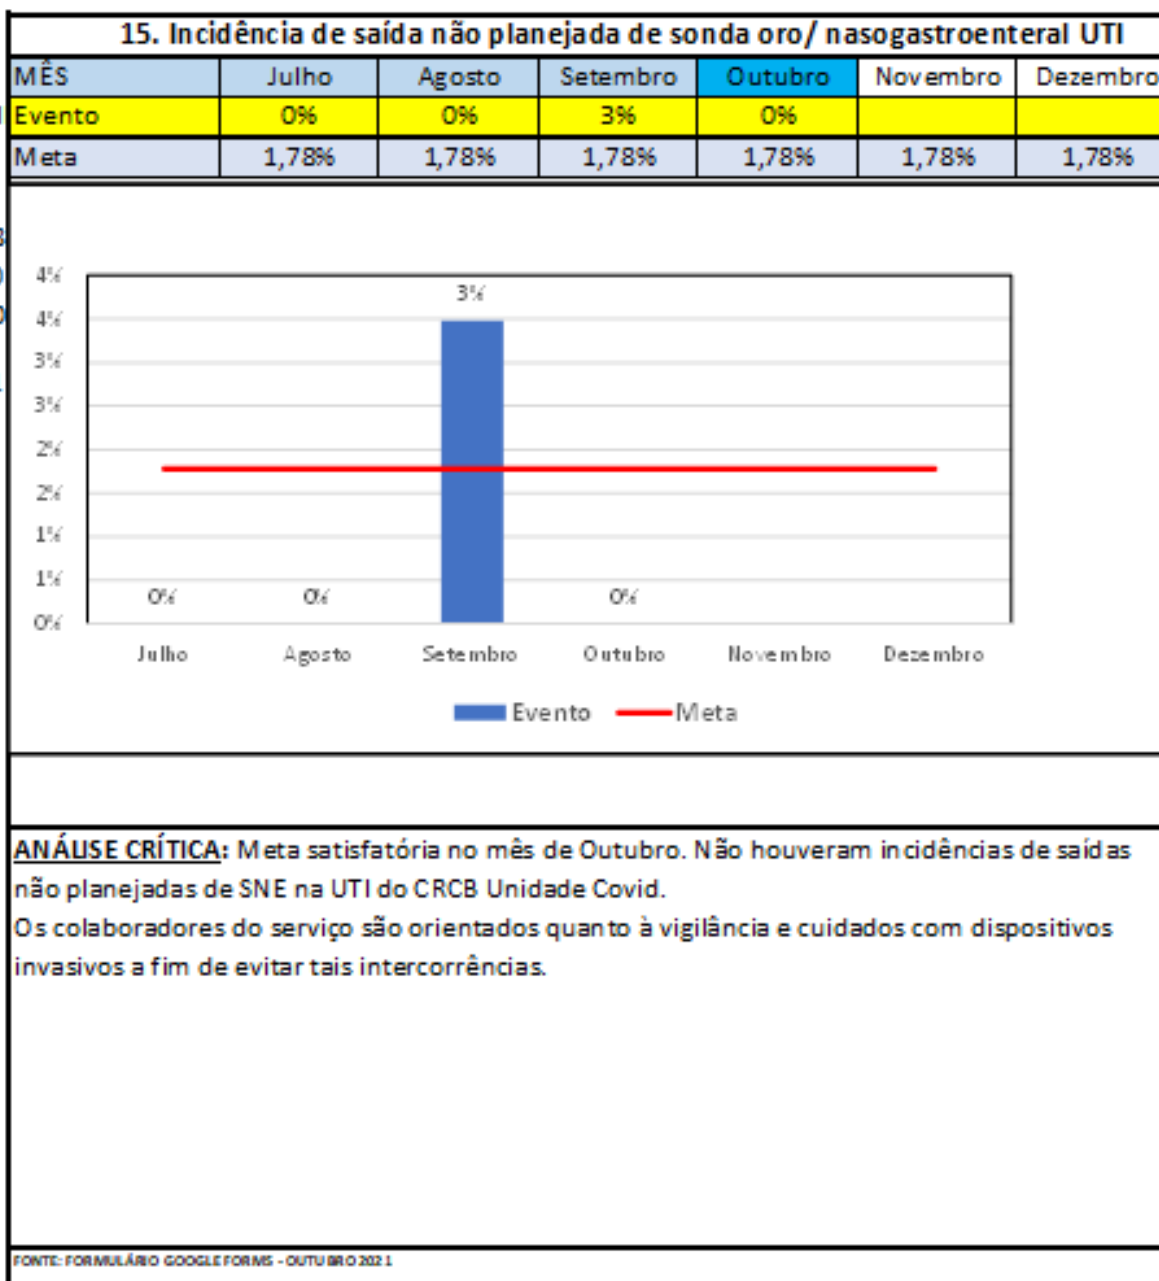 15. Incidência de saída não planejada de sonda oro/ nasogastroenteral UTI
MÊS Julho Agosto Setembro Outubro Novembro Dezembro
Evento 0% 0% 3% 0%
Meta 1,78% 1,78% 1,78% 1,78% 1,78% 1,78%
4%
3%
4%
3%
3%
2%
2%
1%
1%
0% 0% 0%
0%
Julho Agosto Setembro Outubro Novembro Dezembro
Evento Meta
ANÁLISE CRÍTICA: Meta satisfatória no mês de Outubro. Não houveram incidências de saídas
não planejadas de SNE na UTI do CRCB Unidade Covid.
Os colaboradores do serviço são orientados quanto à vigilância e cuidados com dispositivos
invasivos a fim de evitar tais intercorrências.
FONTE: FORMULÁRIO GOOGLE FORMS - OUTUBRO 2021